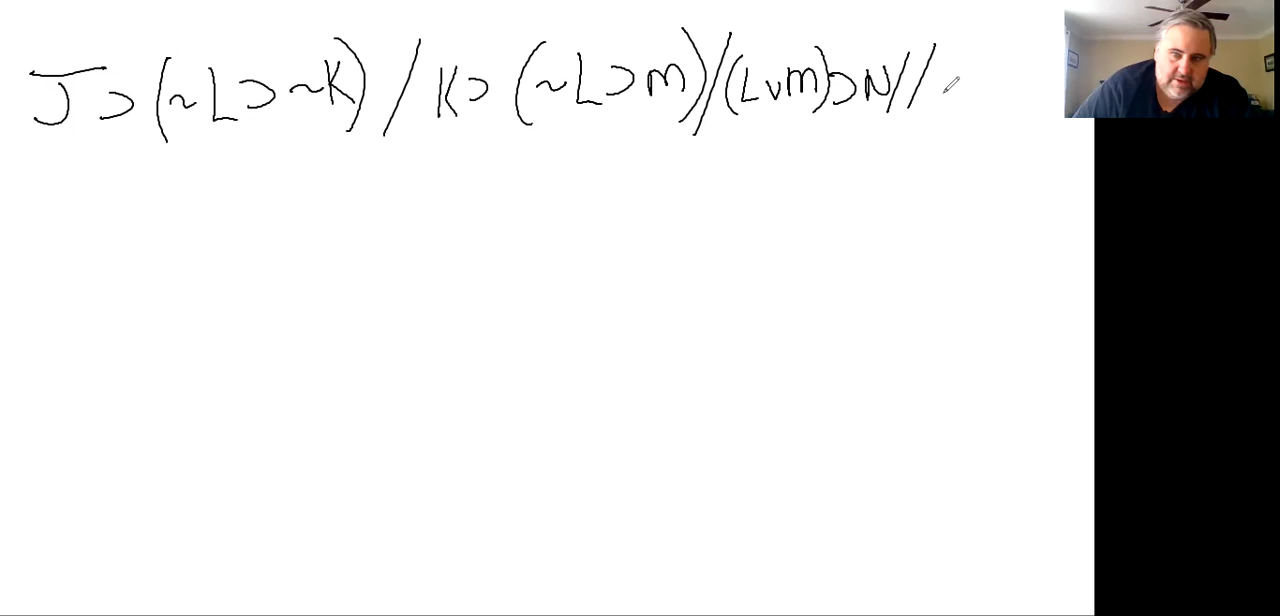 J ⊃ (~L ⊃ ~K) / K ⊃ (~L ⊃ M) / (L v M) ⊃ N //